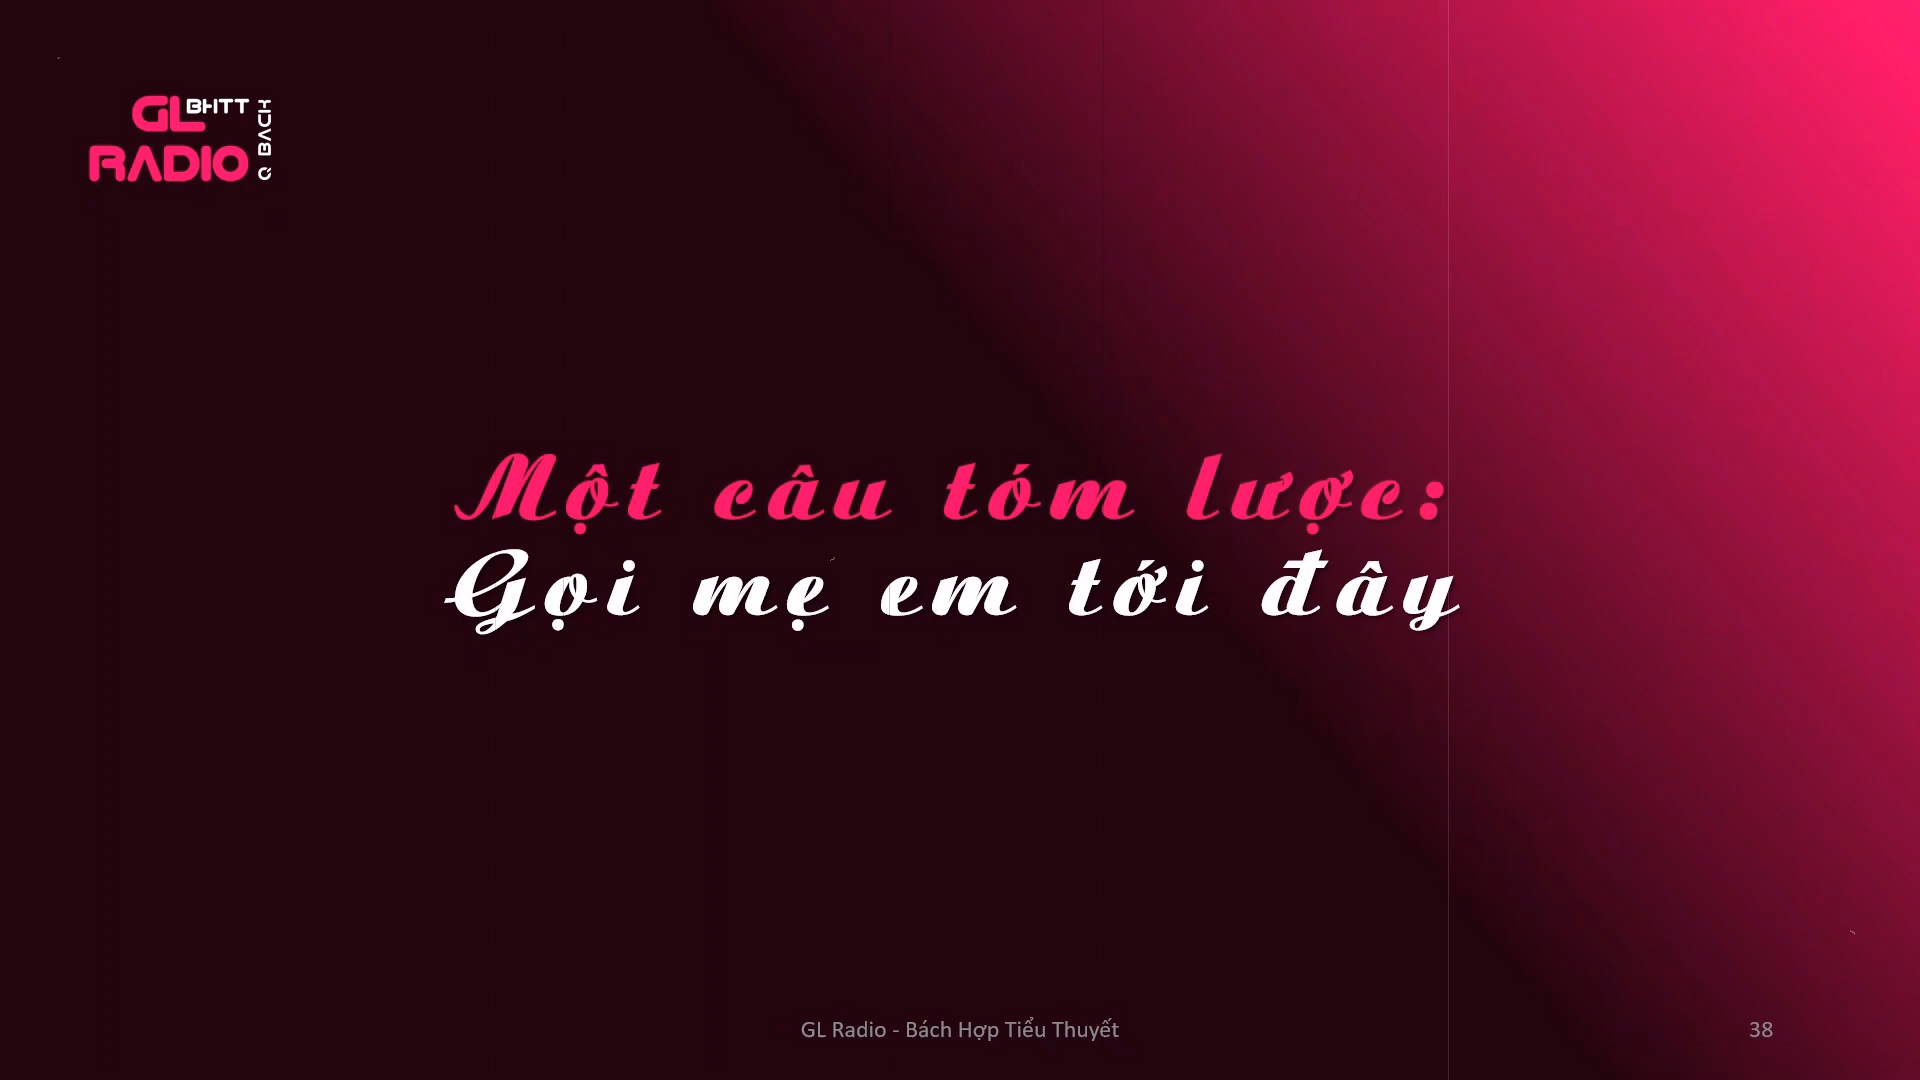 GL BHTT
RADIO
Q BACH
Một câu tóm lược:
Gọi mẹ em tới đây
GL Radio - Bách Hợp Tiểu Thuyết
38